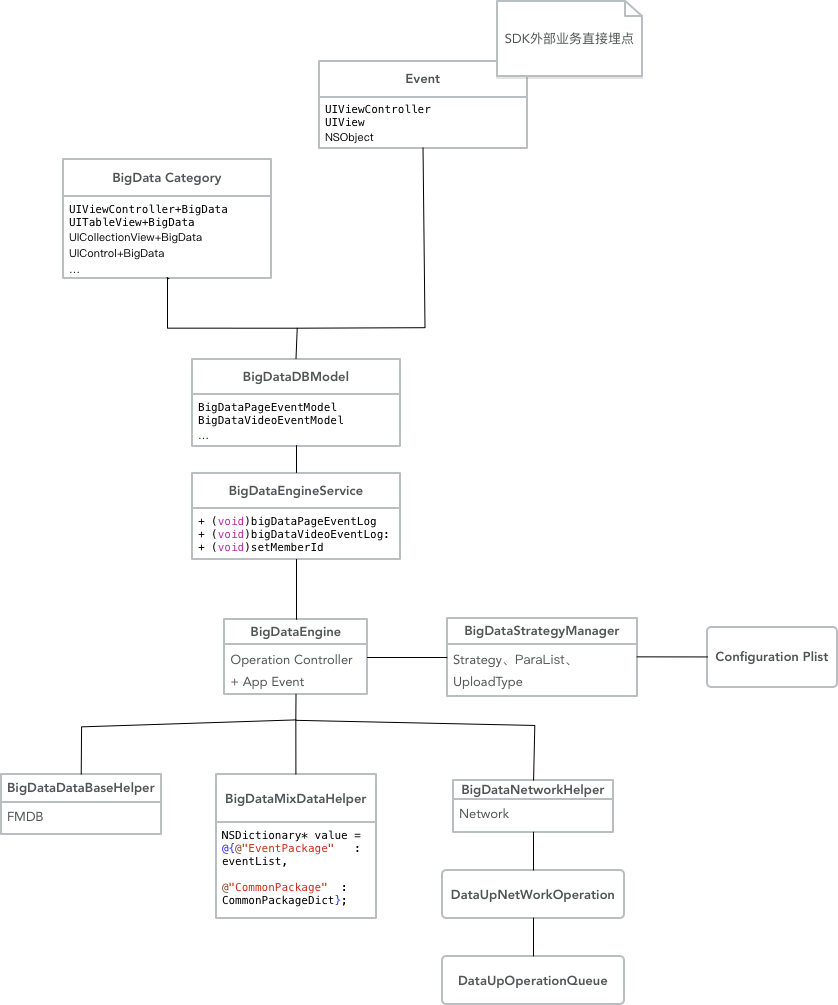 SDK外部业务直接埋点
Event
UIViewController
UIView
NSObject
BigData Category
UIViewController+BigData
UITableView+BigData
UICollectionView+BigData
UIControl+BigData
...
BigDataDBModel
BigDataPageEventModel
BigDataVideoEventModel
...
BigDataEngineService
+ (void)bigDataPageEventLog
+ (void)bigDataVideoEventLog:
+ (void)setMemberId
BigDataEngine
Operation Controller
+ App Event
BigDataStrategyManager
Strategy、ParaList、
UploadType
Configuration Plist
BigDataDataBaseHelper
FMDB
BigDataMixDataHelper
NSDictionary* value =
@{@"EventPackage" :
eventList,
@"CommonPackage" :
CommonPackageDict};
BigDataNetworkHelper
Network
DataUpNetWorkOperation
DataUpOperationQueue